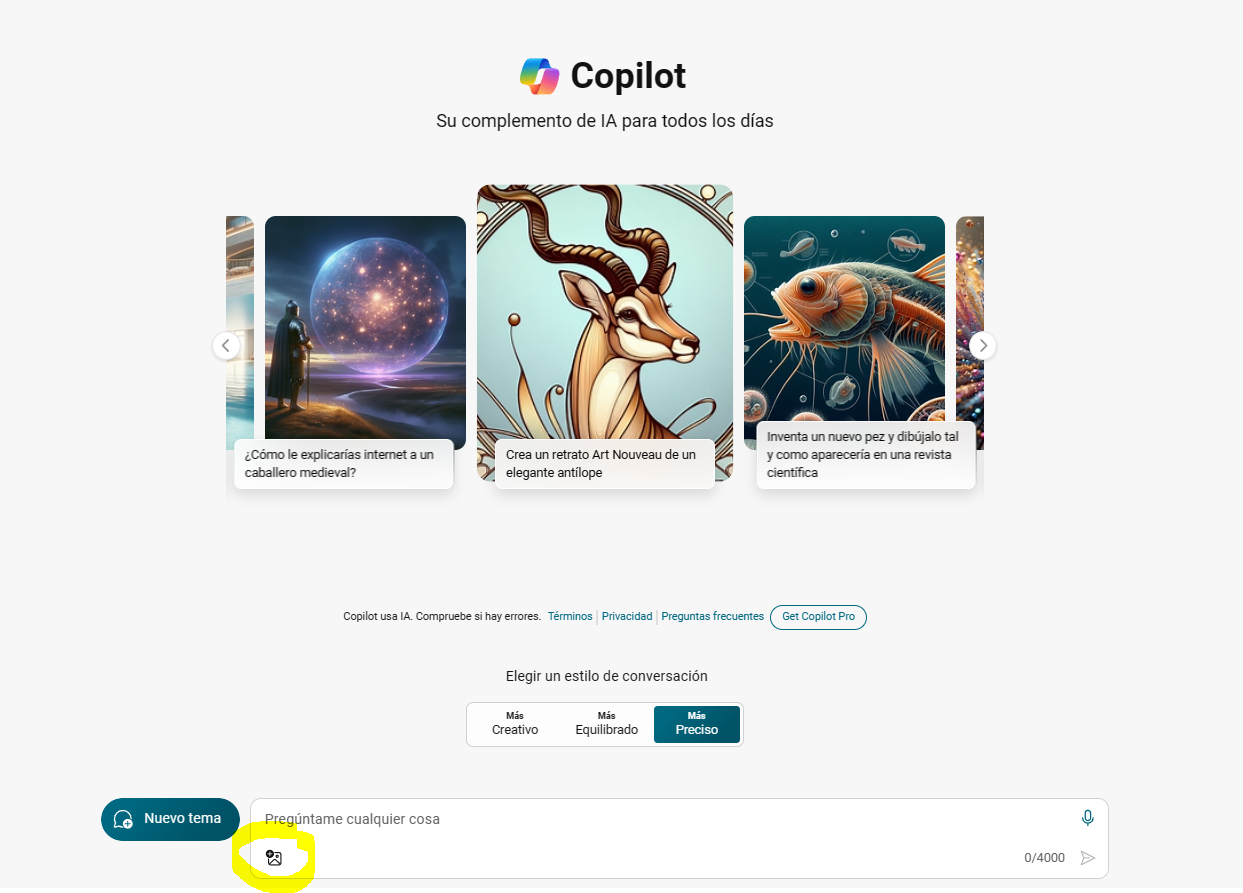 Copilot
Su complemento de IA para todos los días
¿Cómo le explicarías internet a un
caballero medieval?
Crea un retrato Art Nouveau de un
elegante antílope
Inventa un nuevo pez y dibújalo tal
y como aparecería en una revista
científica
Copilot usa IA. Compruebe si hay errores. Términos Privacidad Preguntas frecuentes Get Copilot Pro
Elegir un estilo de conversación
Más
Creativo
Más
Equilibrado
Más
Preciso
Nuevo tema
Pregúntame cualquier cosa
0/4000